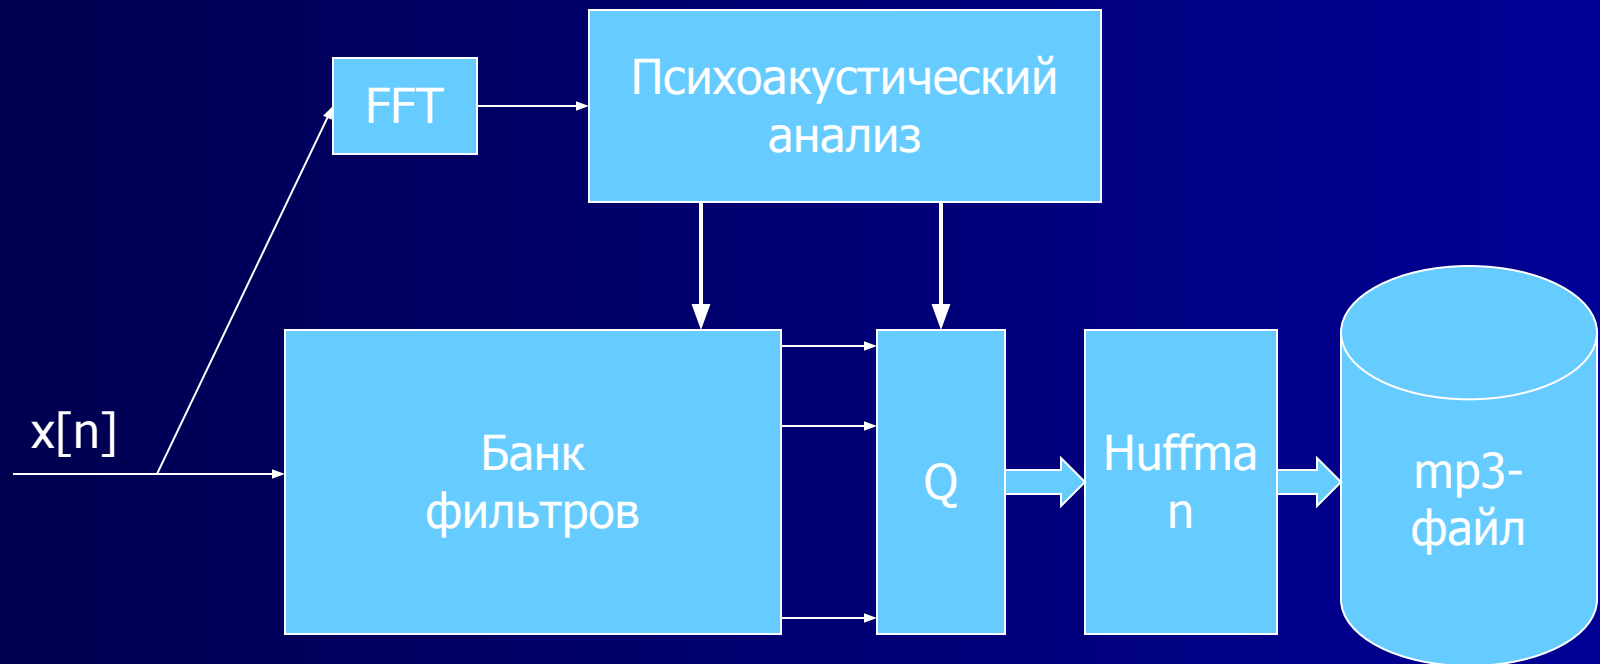 FFT
Психоакустический
анализ
x[n]
Банк
фильтров
Q
Huffma
n
mp3-
файл